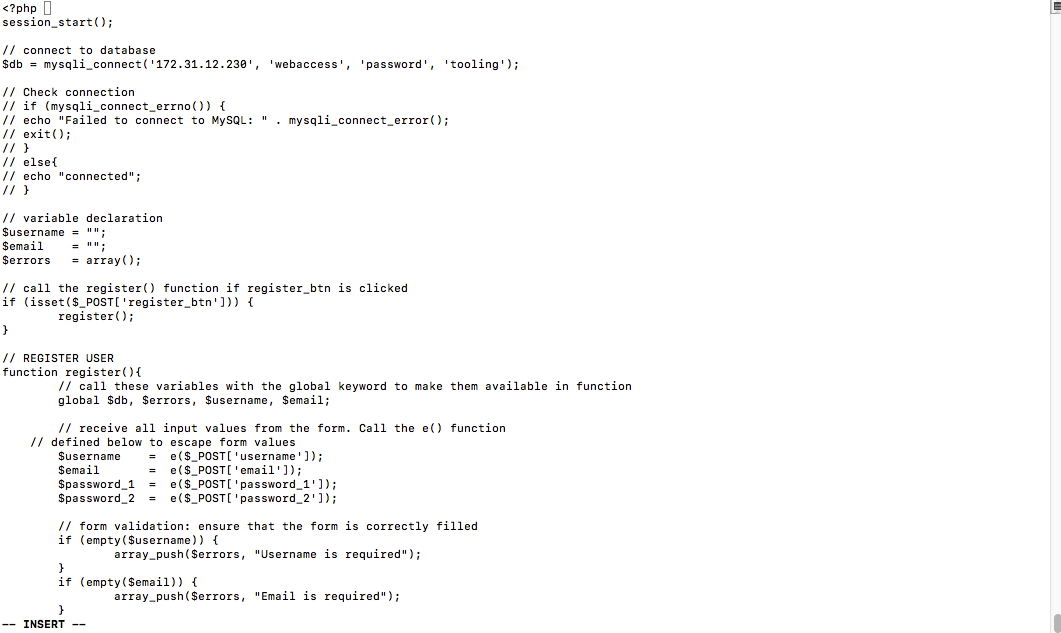 <?php
session_start();

// connect to database
$db = mysqli_connect('172.31.12.230', 'webaccess', 'password', 'tooling');

// Check connection
// if (mysqli_connect_errno()) {
// echo "Failed to connect to MySQL: " . mysqli_connect_error();
// exit();
// }
// else{
// echo "connected";
// }

// variable declaration
$username = "";
$email    = "";
$errors   = array();

// call the register() function if register_btn is clicked
if (isset($_POST['register_btn'])) {
        register();
}

// REGISTER USER
function register(){
        // call these variables with the global keyword to make them available in function
        global $db, $errors, $username, $email;

        // receive all input values from the form. Call the e() function
    // defined below to escape form values
        $username    =  e($_POST['username']);
        $email       =  e($_POST['email']);
        $password_1  =  e($_POST['password_1']);
        $password_2  =  e($_POST['password_2']);

        // form validation: ensure that the form is correctly filled
        if (empty($username)) {
                array_push($errors, "Username is required");
        }
        if (empty($email)) {
                array_push($errors, "Email is required");
        }
-- INSERT --